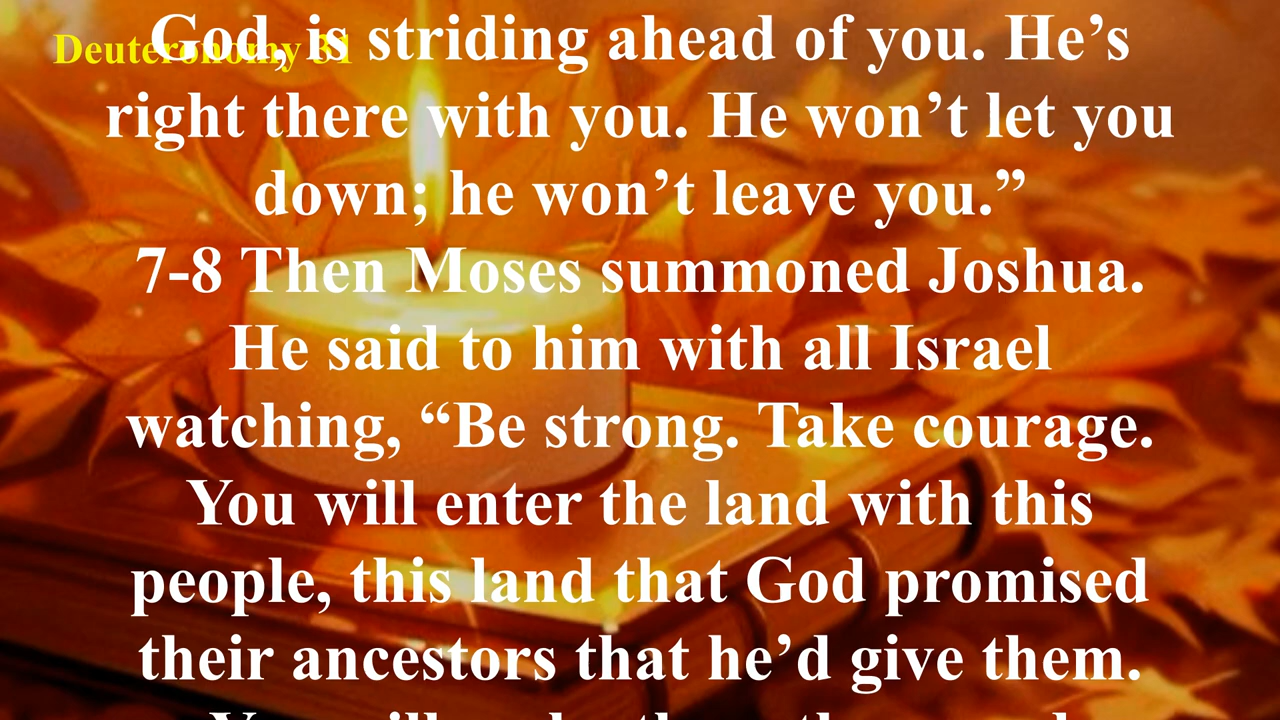 Deuteronomy 31
God, is striding ahead of you. He’s
right there with you. He won’t let you
down; he won’t leave you.”
7-8 Then Moses summoned Joshua.
He said to him with all Israel
watching, “Be strong. Take courage.
You will enter the land with this
people, this land that God promised
their ancestors that he’d give them.